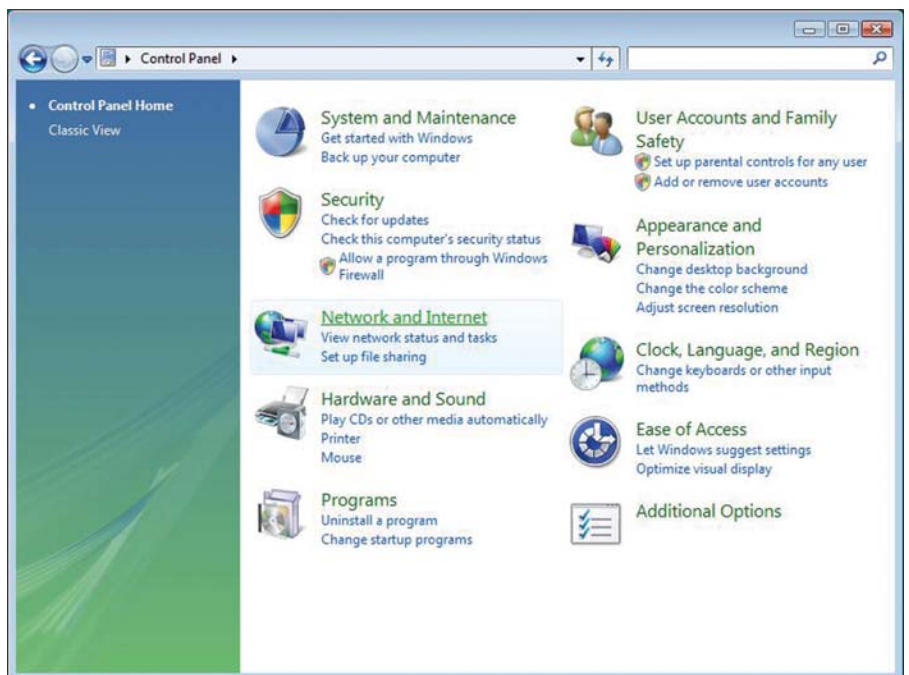 Control Panel
Control Panel Home
Classic View
System and Maintenance
Get started with Windows
Back up your computer
Security
Check for updates
Check this computer's security status
Allow a program through Windows
Firewall
Network and Internet
View network status and tasks
Set up file sharing
Hardware and Sound
Play CDs or other media automatically
Printer
Mouse
Programs
Uninstall a program
Change startup programs
User Accounts and Family
Safety
Set up parental controls for any user
Add or remove user accounts
Appearance and
Personalization
Change desktop background
Change the color scheme
Adjust screen resolution
Clock, Language, and Region
Change keyboards or other input
methods
Ease of Access
Let Windows suggest settings
Optimize visual display
Additional Options